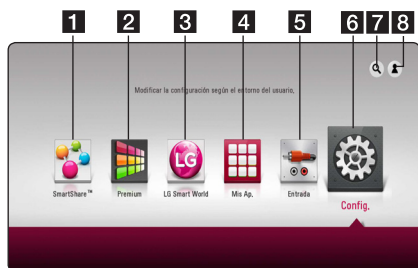 1 2 3 4 5 6 7 8
Modificar la configuración según el entorno del usuario.
LG
SmartShare™ Premium LG Smart World Mis Ap. Entrada
Config.